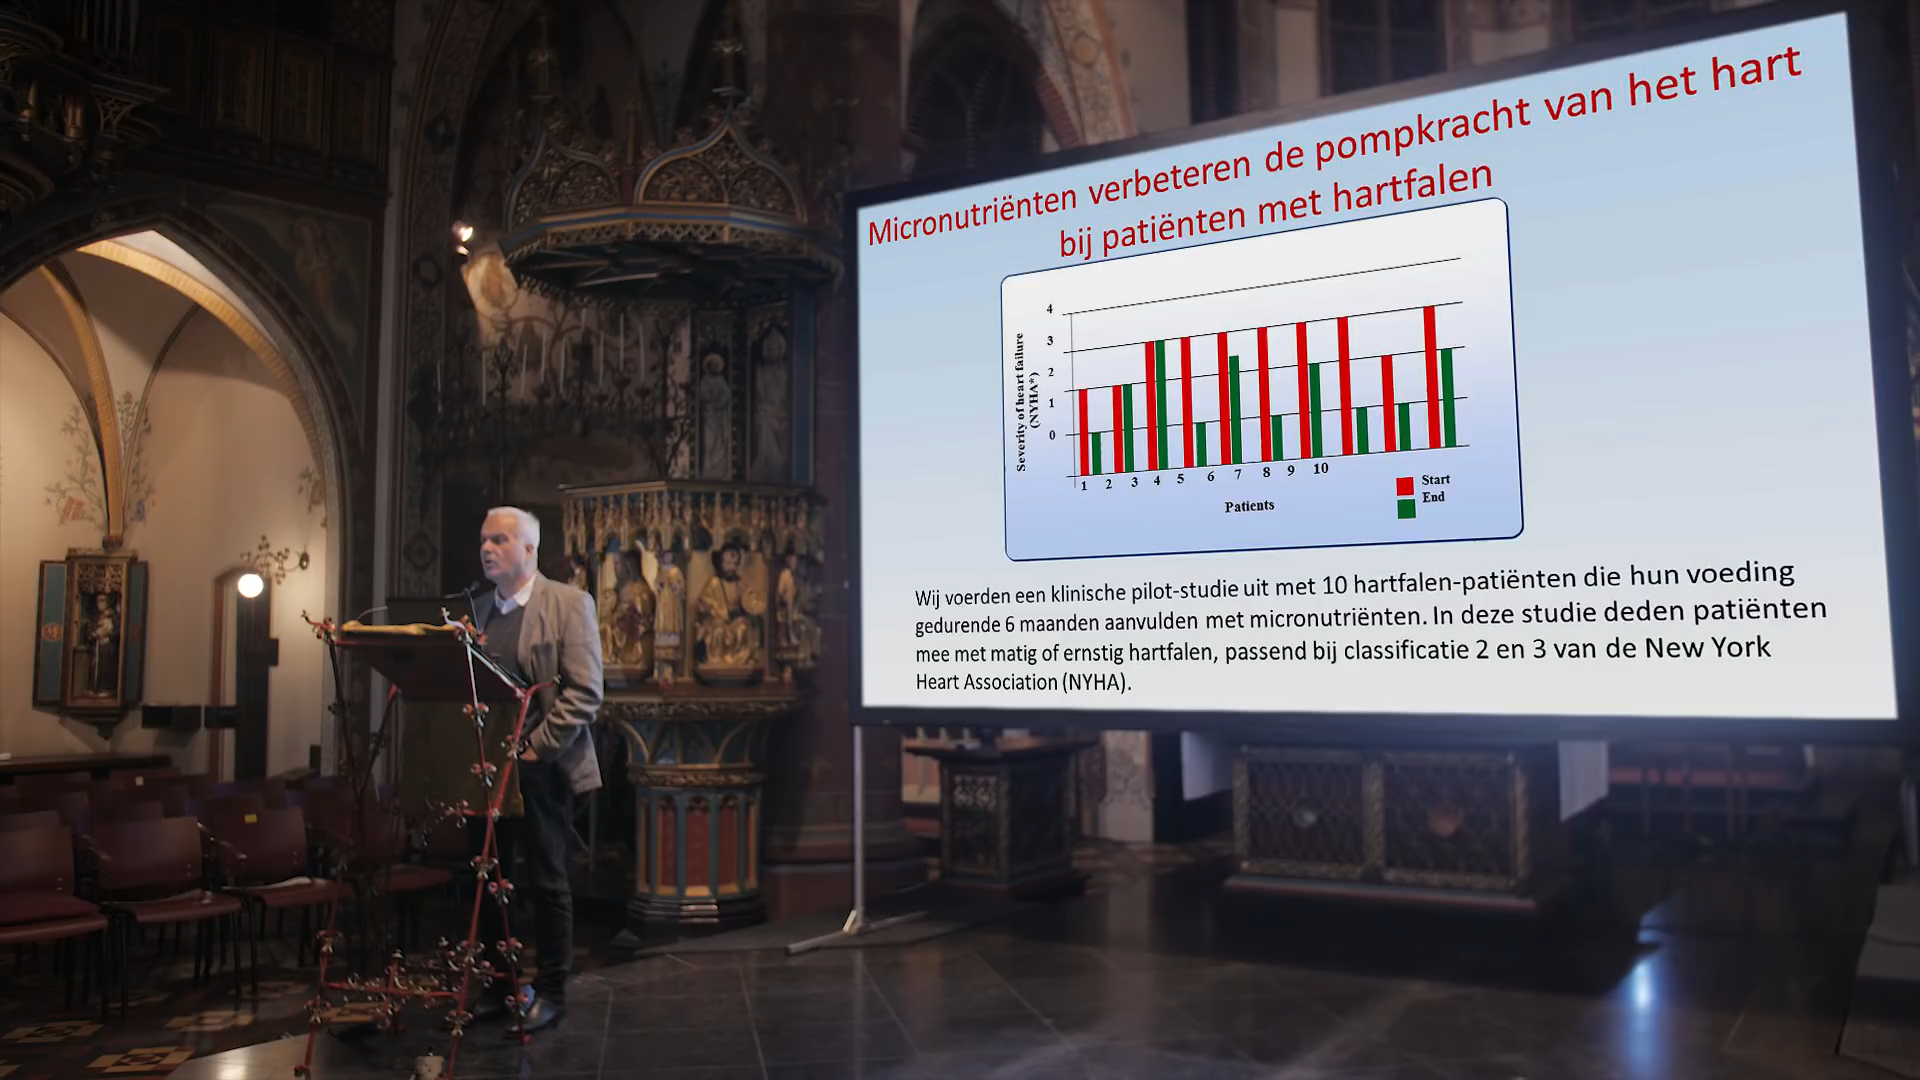 Micronutriënten verbeteren de pompkracht van het hart
bij patiënten met hartfalen
Severity of heart failure
(NYHA*)
4
3
2
1
0
1 2 3 4 5 6 7 8 9 10
Patients
Start
End
Wij voerden een klinische pilot-studie uit met 10 hartfalen-patiënten die hun voeding
gedurende 6 maanden aanvulden met micronutriënten. In deze studie deden patiënten
mee met matig of ernstig hartfalen, passend bij classificatie 2 en 3 van de New York
Heart Association (NYHA).